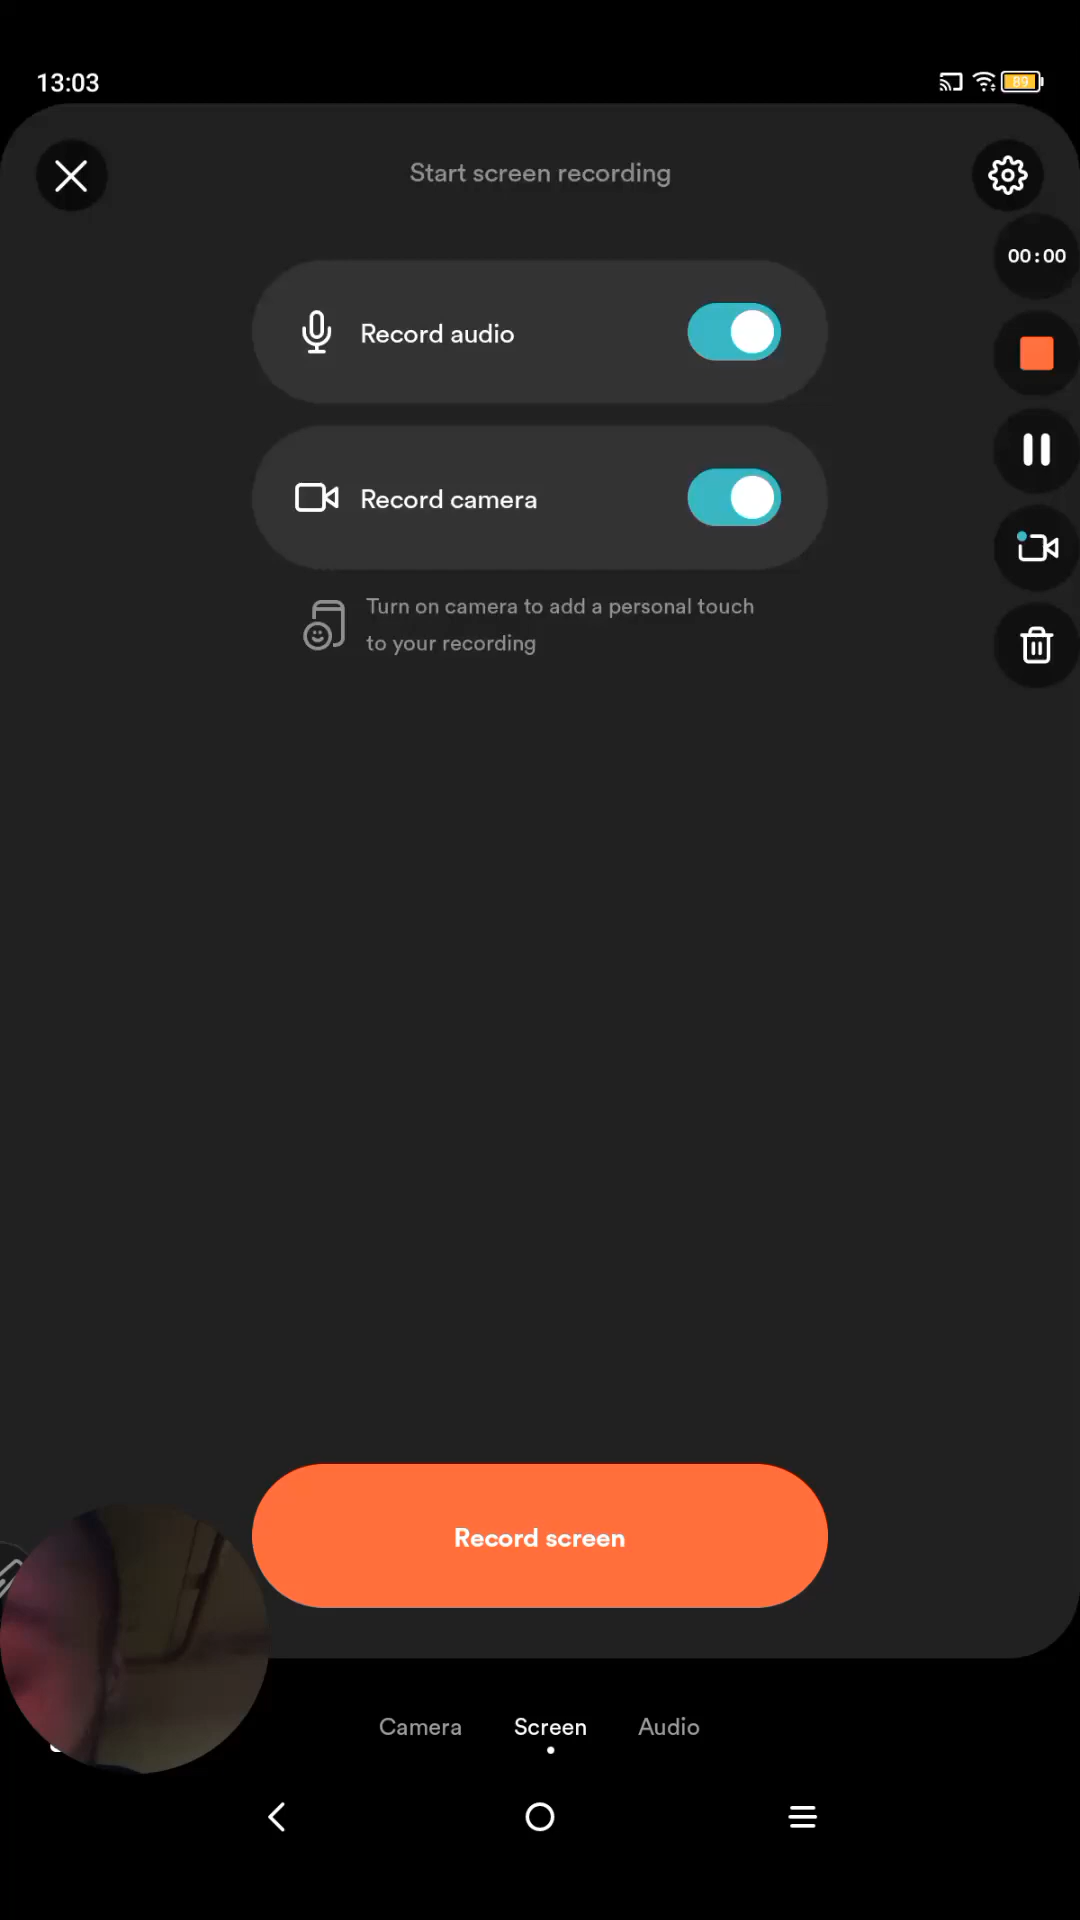 13:03
89
Start screen recording
00:00
Record audio
Record camera
Turn on camera to add a personal touch
to your recording
Record screen
Camera
Screen
Audio